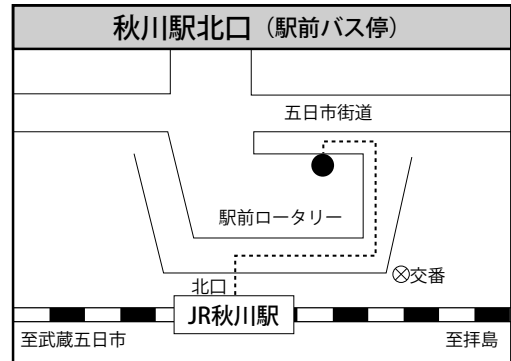 秋川駅北口（駅前バス停）
五日市街道
駅前ロータリー
交番
北口
JR秋川駅
至武蔵五日市
至拝島